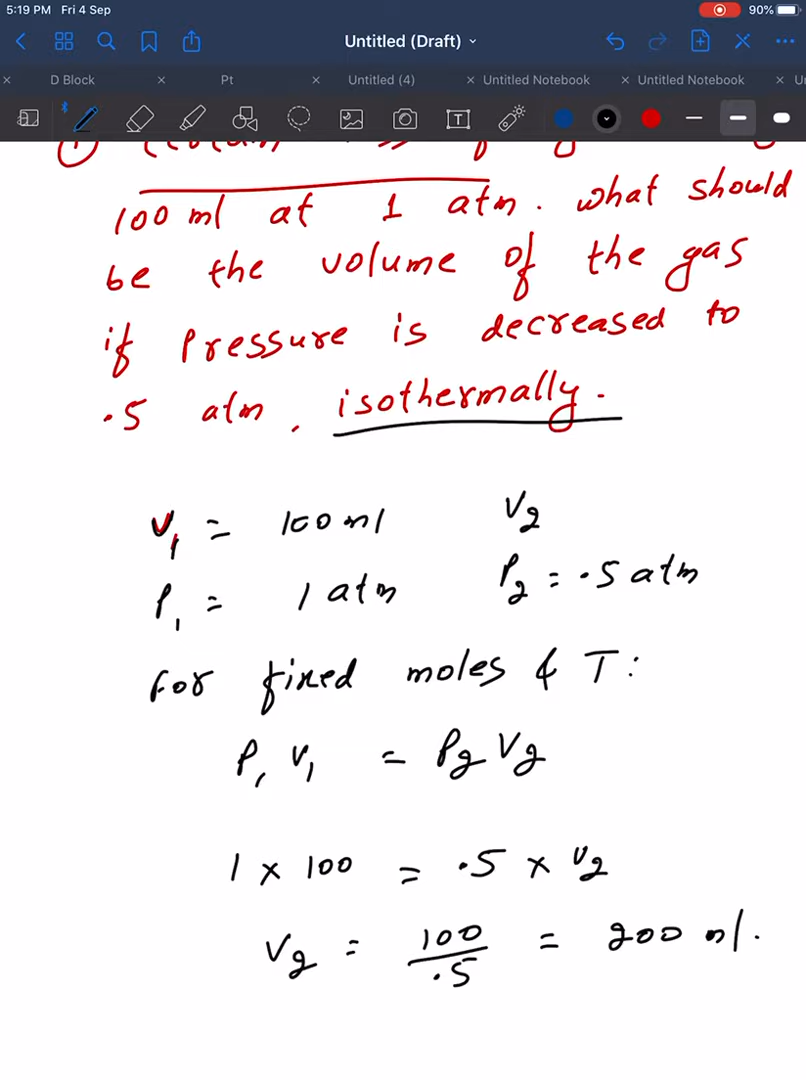 5:19 PM Fri 4 Sep
90%
Untitled (Draft)
D Block
Pt
Untitled (4)
Untitled Notebook
Untitled Notebook
100 ml at 1 atm. what should
be the volume of the gas
if Pressure is decreased to
.5 atm, isothermally.
V₁ = 100 ml V₂
P₁ = 1 atm P₂ = .5 atm
For fixed moles & T:
P₁ V₁ = P₂ V₂
1 × 100 = .5 × V₂
V₂ = 100/.5 = 200 ml.